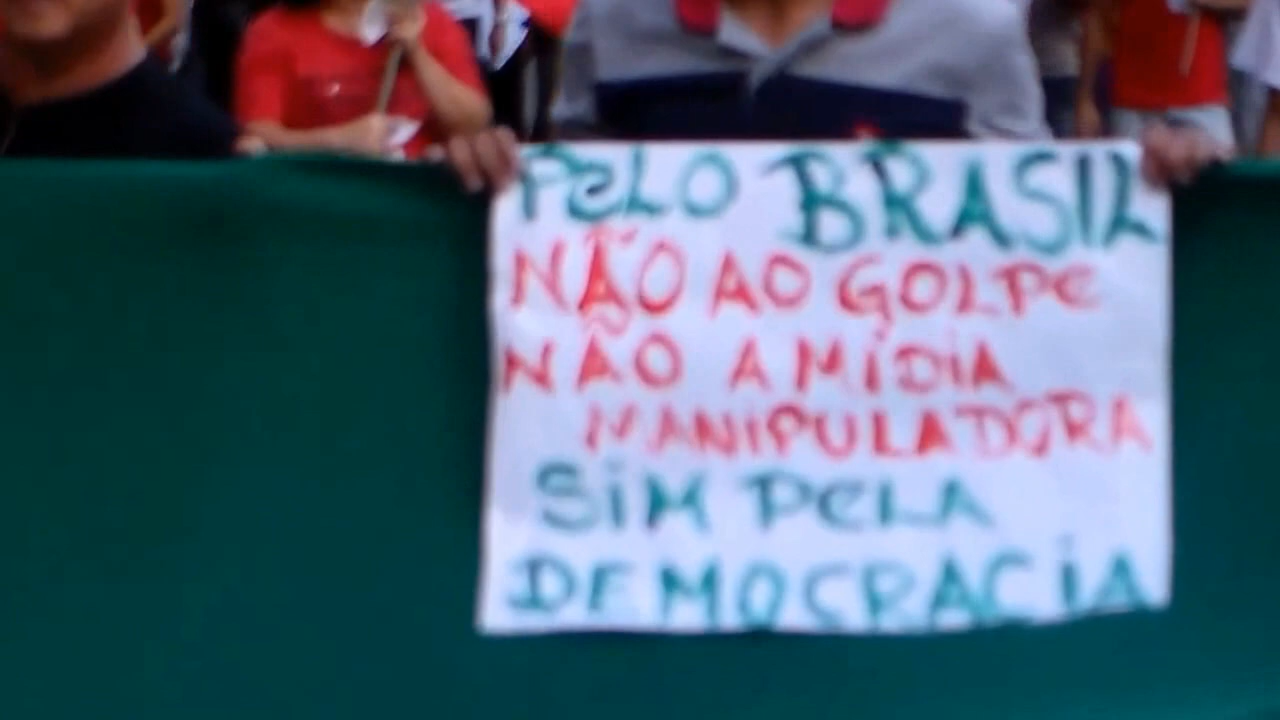 PELO BRASIL
NÃO AO GOLPE
NÃO A MÍDIA
MANIPULADORA
SIM PELA
DEMOCRACIA